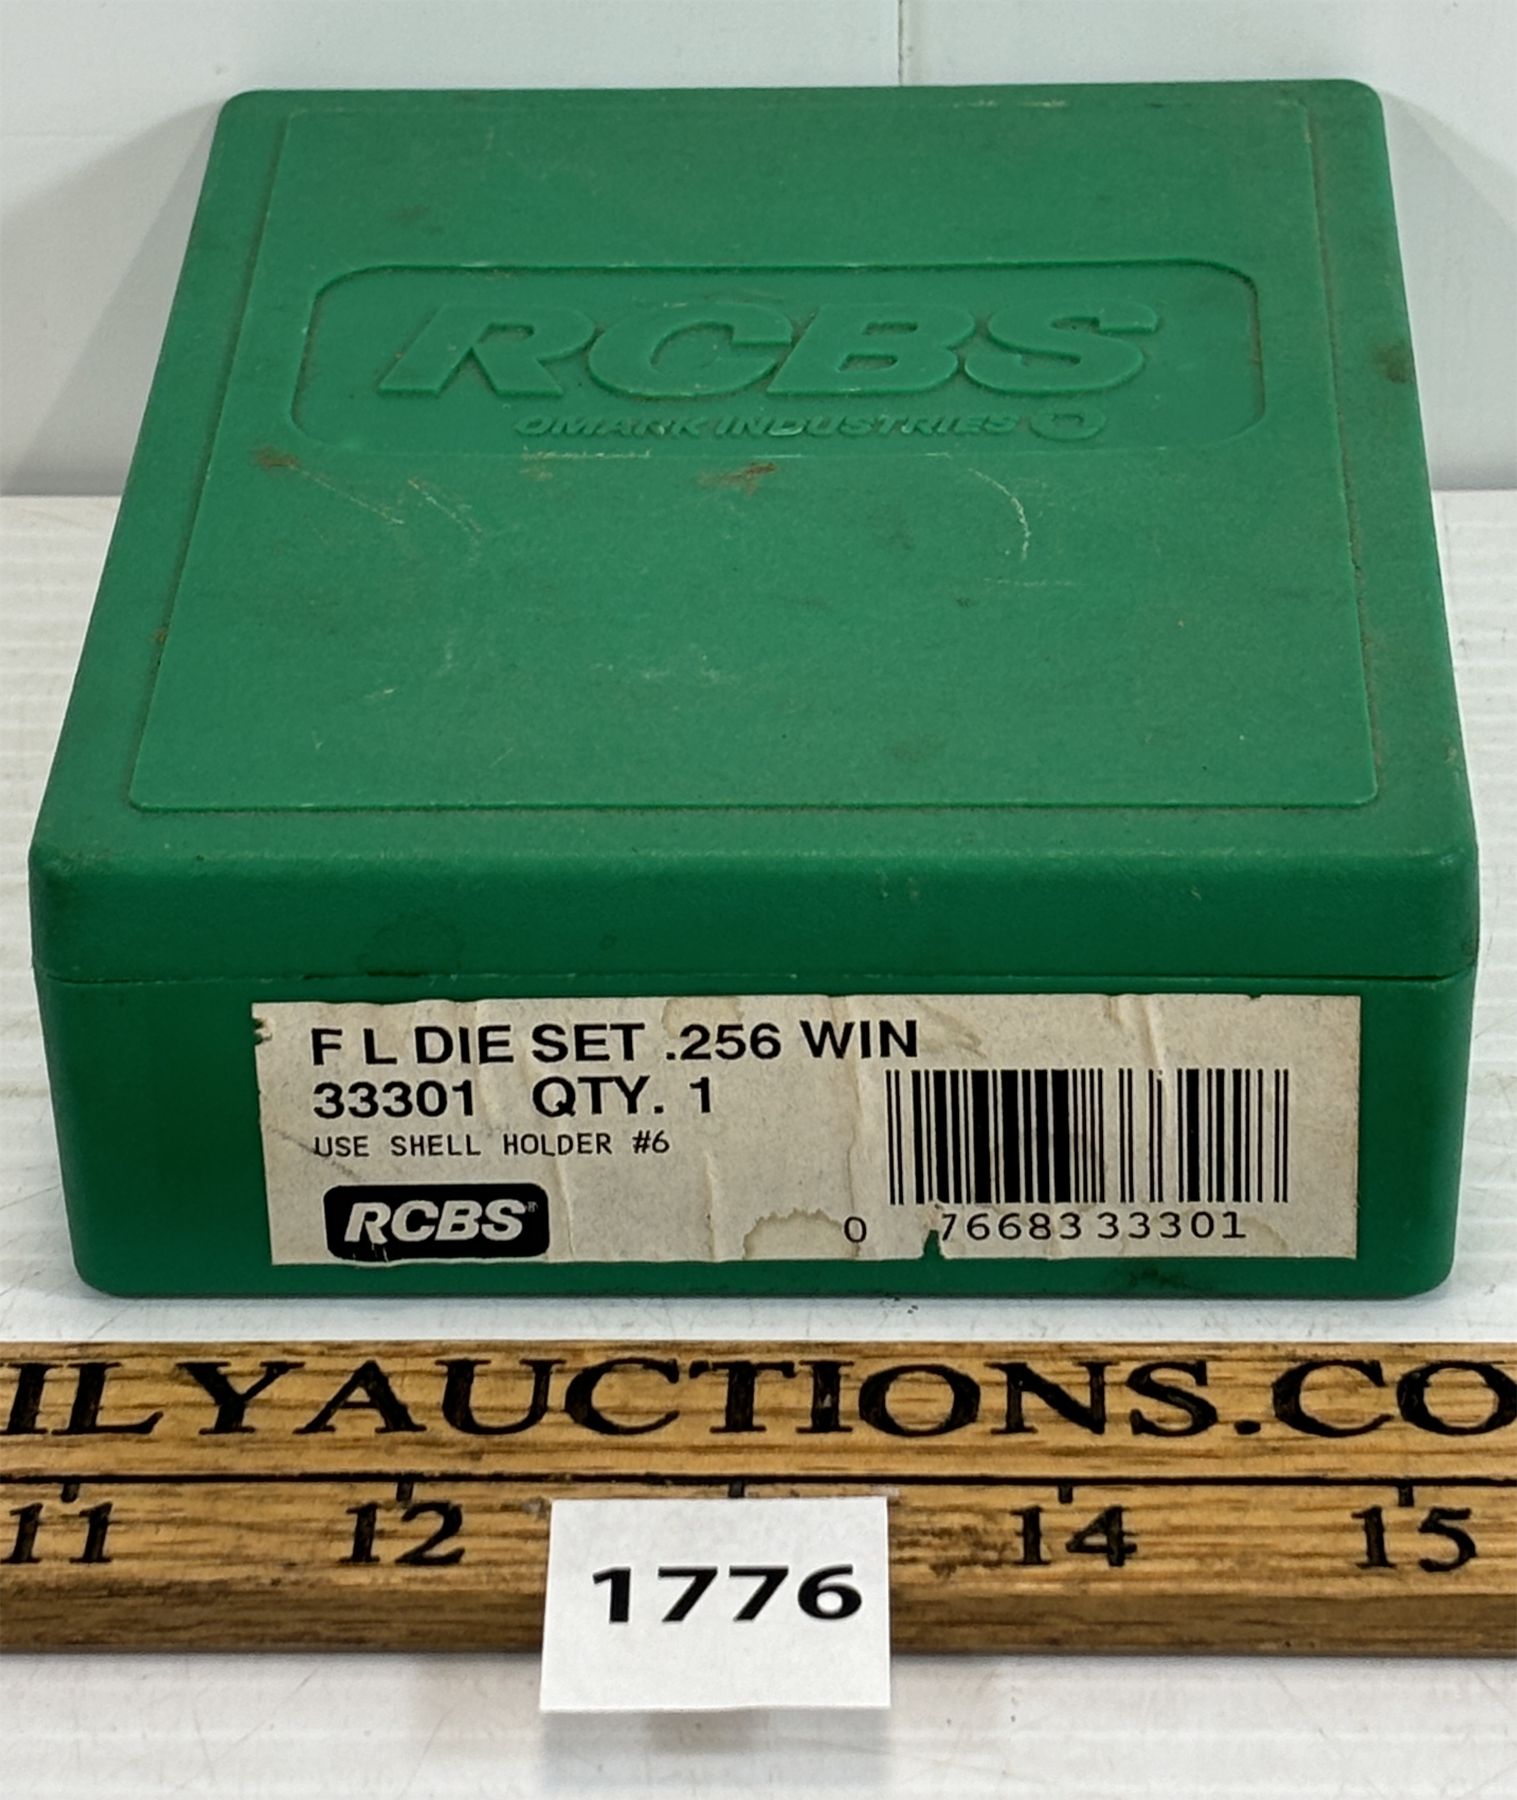 RCBS
OMARK INDUSTRIES
F L DIE SET .256 WIN
33301 QTY. 1
USE SHELL HOLDER #6
RCBS®
0 76683 33301
ILYAUCTIONS.CO
11 12 14 15
1776